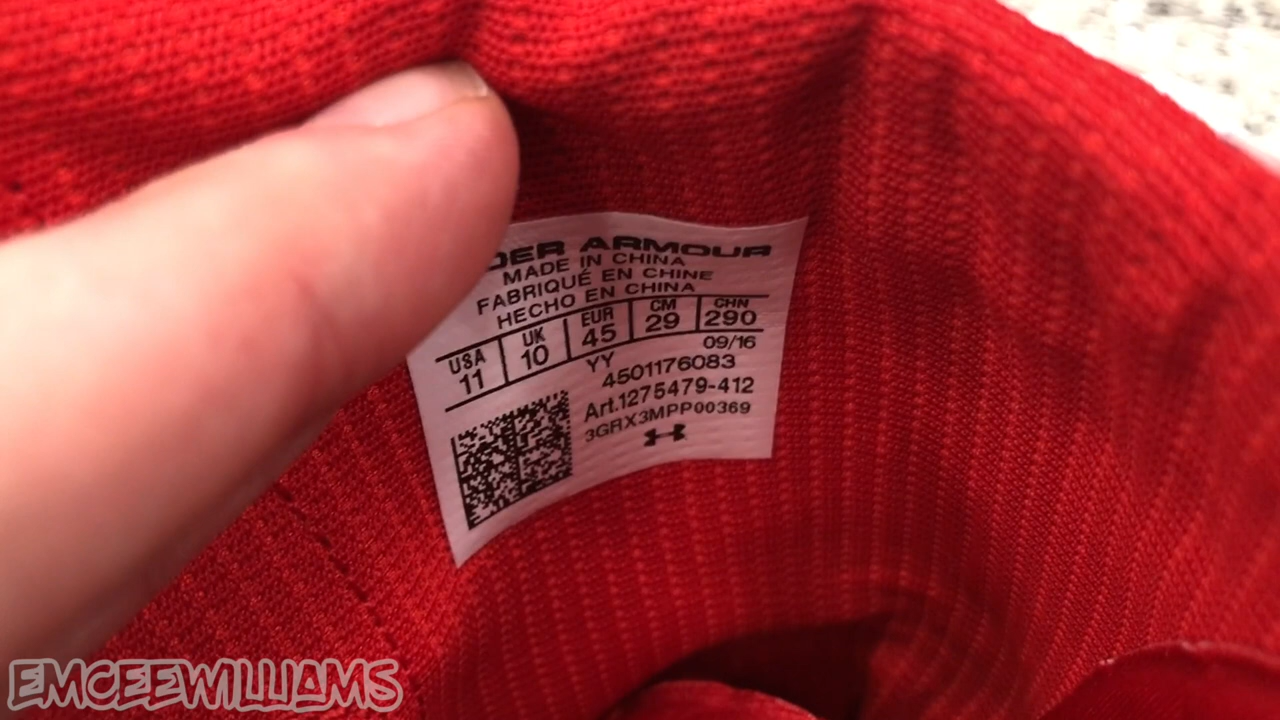 DER ARMOUR
MADE IN CHINA
FABRIQUÉ EN CHINE
HECHO EN CHINA
USA UK EUR CM CHN
11 10 45 29 290
YY 09/16
4501176083
Art.1275479-412
3GRX3MPP00369
EMCEEWILLIAMS